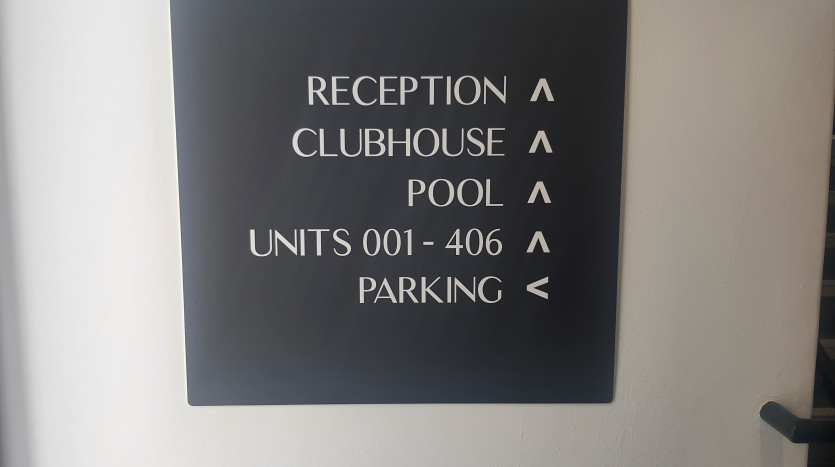 RECEPTION ^
CLUBHOUSE ^
POOL ^
UNITS 001 - 406 ^
PARKING <